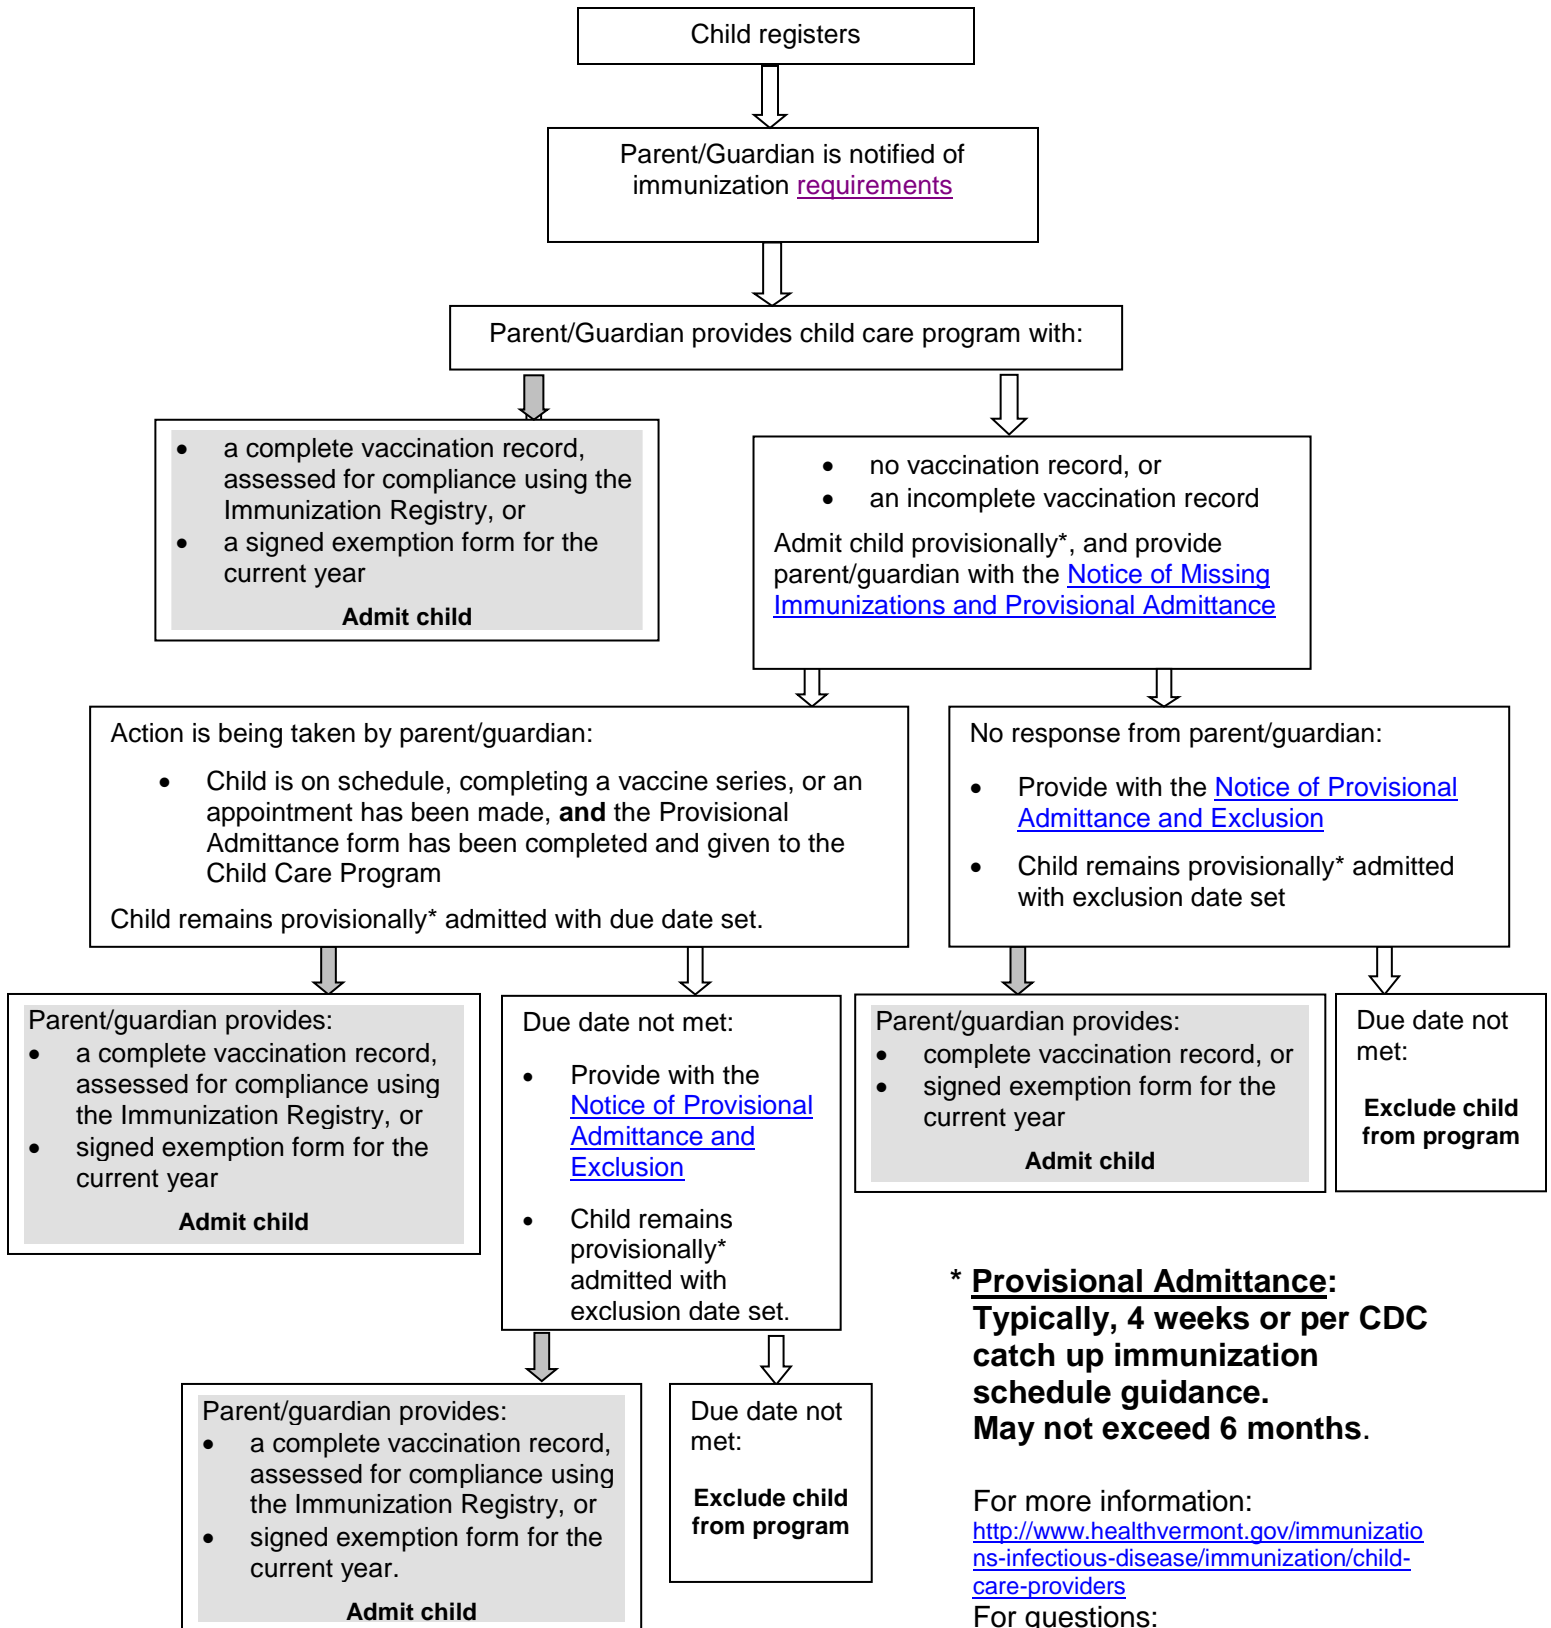 Child registers
Parent/Guardian is notified of
immunization requirements
Parent/Guardian provides child care program with:
• a complete vaccination record,
assessed for compliance using the
Immunization Registry, or
• a signed exemption form for the
current year
Admit child
• no vaccination record, or
• an incomplete vaccination record
Admit child provisionally*, and provide
parent/guardian with the Notice of Missing
Immunizations and Provisional Admittance
Action is being taken by parent/guardian:
• Child is on schedule, completing a vaccine series, or an
appointment has been made, and the Provisional
Admittance form has been completed and given to the
Child Care Program
Child remains provisionally* admitted with due date set.
No response from parent/guardian:
• Provide with the Notice of Provisional
Admittance and Exclusion
• Child remains provisionally* admitted
with exclusion date set
Parent/guardian provides:
• a complete vaccination record,
assessed for compliance using
the Immunization Registry, or
• signed exemption form for the
current year
Admit child
Due date not met:
• Provide with the
Notice of Provisional
Admittance and
Exclusion
• Child remains
provisionally*
admitted with
exclusion date set.
Parent/guardian provides:
• complete vaccination record, or
• signed exemption form for the
current year
Admit child
Due date not
met:
Exclude child
from program
Parent/guardian provides:
• a complete vaccination record,
assessed for compliance using
the Immunization Registry, or
• signed exemption form for the
current year.
Admit child
Due date not
met:
Exclude child
from program
* Provisional Admittance:
Typically, 4 weeks or per CDC
catch up immunization
schedule guidance.
May not exceed 6 months.
For more information:
http://www.healthvermont.gov/immunizatio
ns-infectious-disease/immunization/child-
care-providers
For questions: